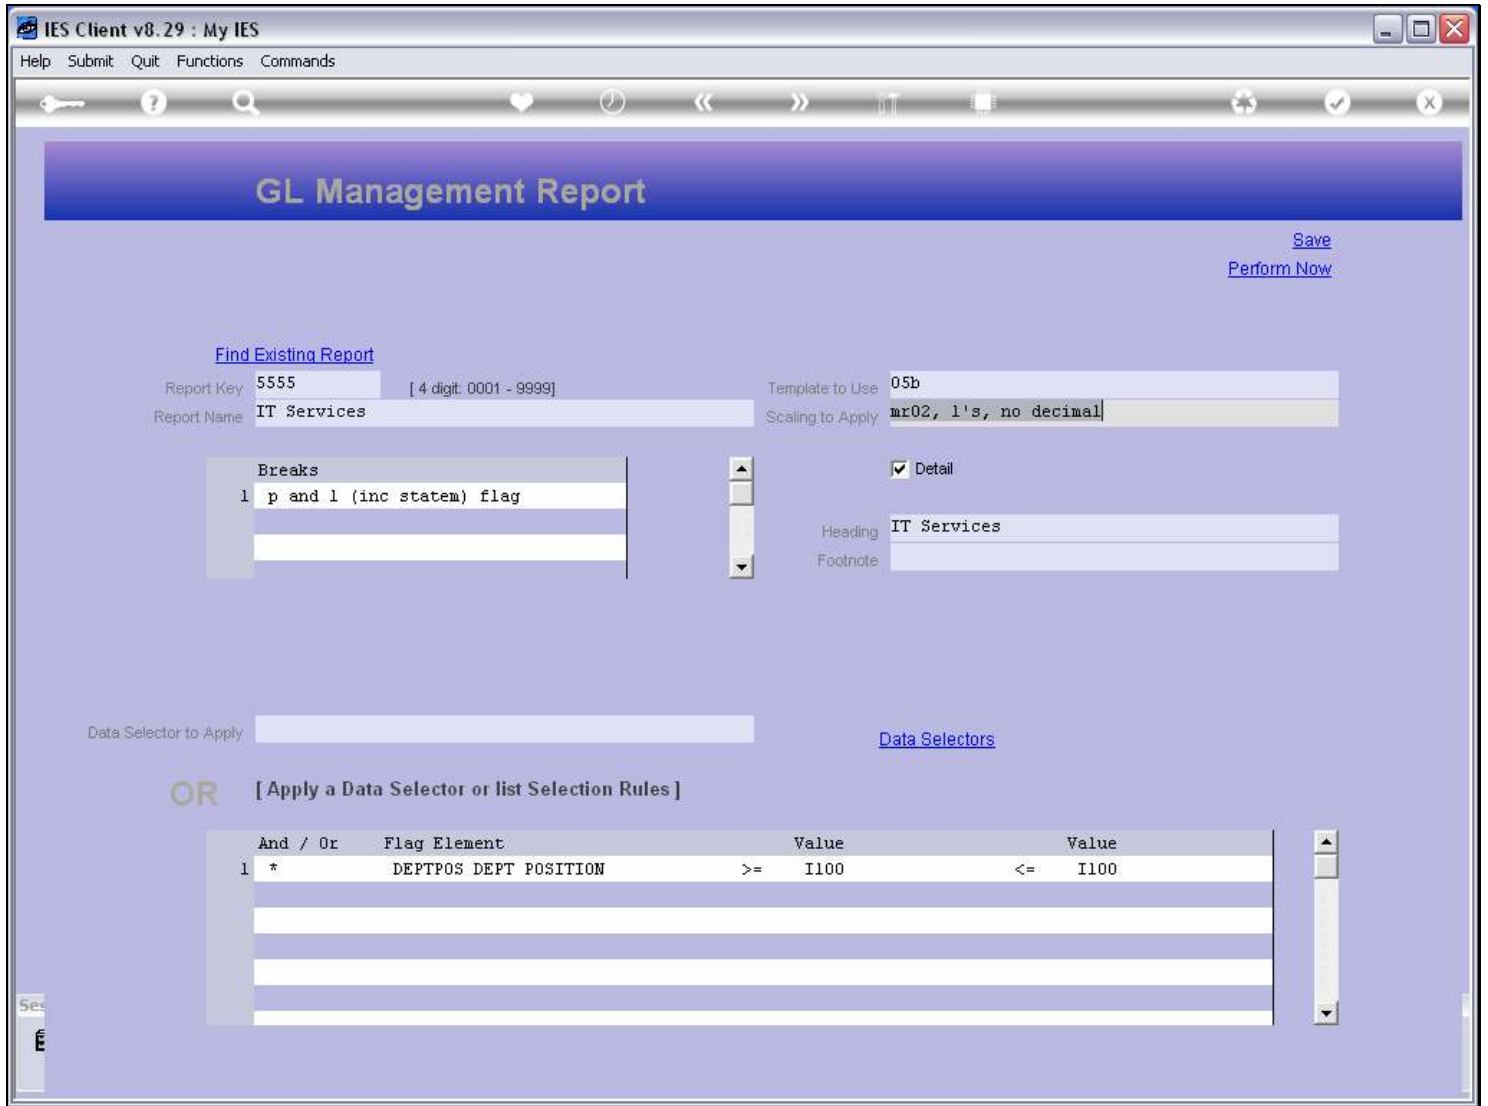 IES Client v8.29 : My IES
Help Submit Quit Functions Commands
GL Management Report
Save
Perform Now
Find Existing Report
Report Key 5555 [ 4 digit: 0001 - 9999] Template to Use 05b
Report Name IT Services Scaling to Apply mr02, 1's, no decimal
Breaks Detail
1 p and l (inc statem) flag
Heading IT Services
Footnote
Data Selector to Apply Data Selectors
OR [ Apply a Data Selector or list Selection Rules ]
And / Or Flag Element Value Value
1 * DEPTPOS DEPT POSITION >= I100 <= I100
Ses